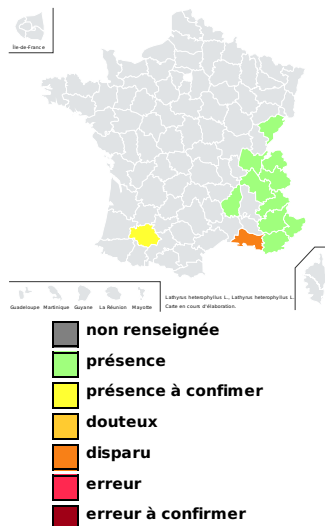 Île-de-France
Lathyrus heterophyllus L., Lathyrus heterophyllus L.
Carte en cours d'élaboration.
Guadeloupe Martinique Guyane La Réunion Mayotte
non renseignée
présence
présence à confimer
douteux
disparu
erreur
erreur à confirmer